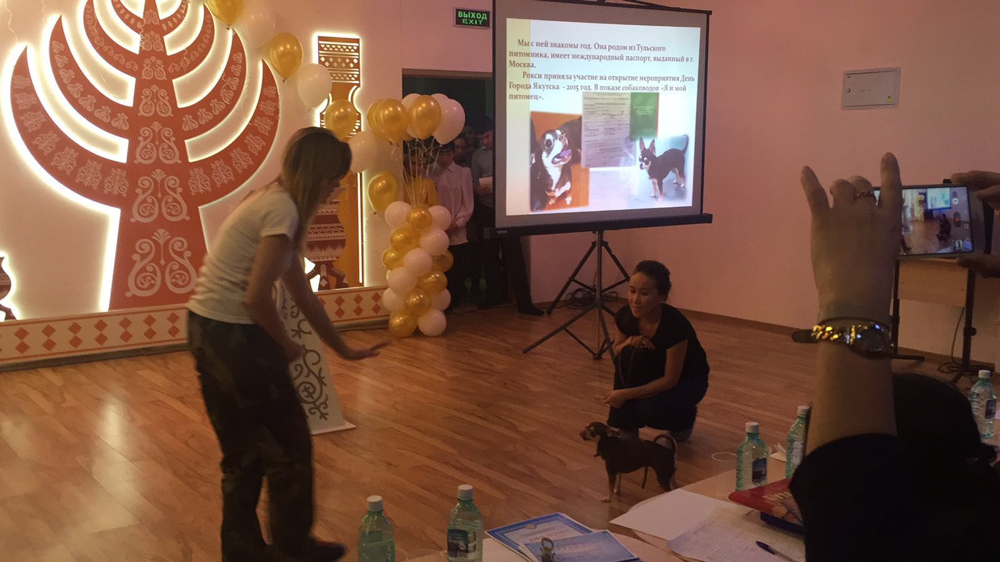 ВЫХОД
EXIT
Мы с ней знакомы год. Она родом из Тульского
питомника, имеет международный паспорт, выданный в г.
Москва.
Рокси приняла участие на открытие мероприятия День
Города Якутска - 2015 год. В показе собаководов «Я и мой
питомец».